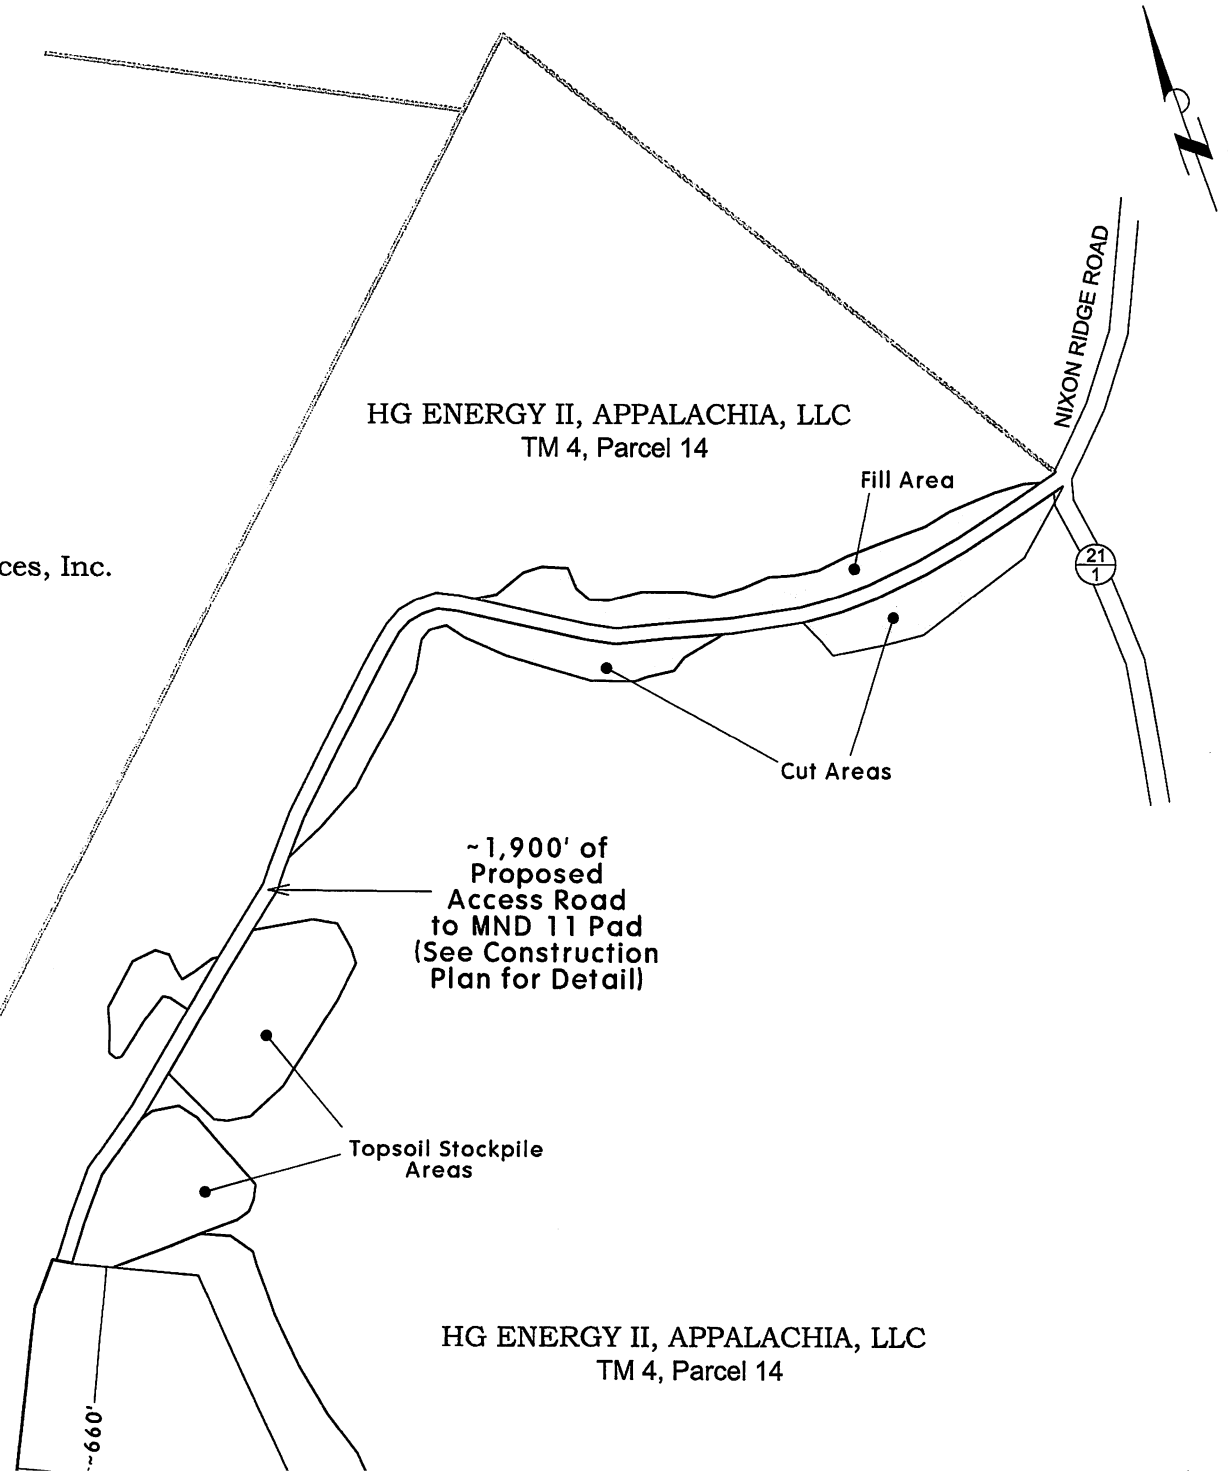 NIXON RIDGE ROAD
HG ENERGY II, APPALACHIA, LLC
TM 4, Parcel 14
Fill Area
21
1
ces, Inc.
Cut Areas
~1,900' of
Proposed
Access Road
to MND 11 Pad
(See Construction
Plan for Detail)
Topsoil Stockpile
Areas
HG ENERGY II, APPALACHIA, LLC
TM 4, Parcel 14
~660'